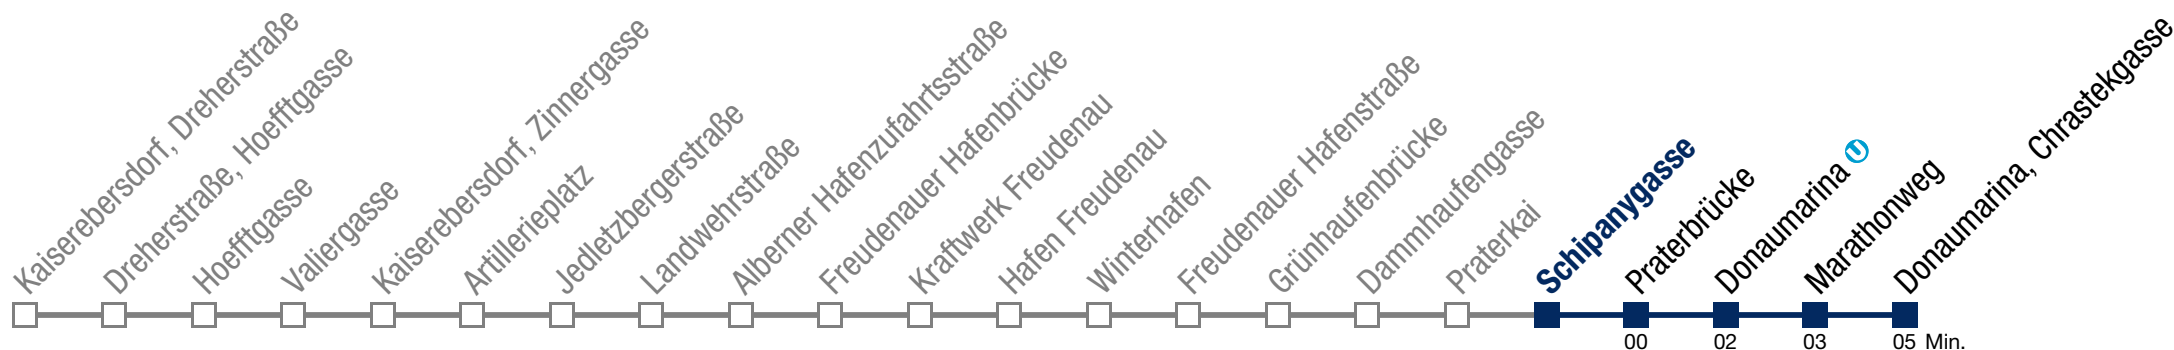 Kaiserebersdorf, Dreherstraße
Dreherstraße, Hoefftgasse
Hoefftgasse
Valiergasse
Kaiserebersdorf, Zinnergasse
Artillerieplatz
Jedletzbergerstraße
Landwehrstraße
Alberner Hafenzufahrtsstraße
Freudenauer Hafenbrücke
Kraftwerk Freudenau
Hafen Freudenau
Winterhafen
Freudenauer Hafenstraße
Grünhaufenbrücke
Dammhaufengasse
Praterkai
Schipanygasse
Praterbrücke
Donaumarina U
Marathonweg
Donaumarina, Chrastekgasse
00 02 03 05 Min.